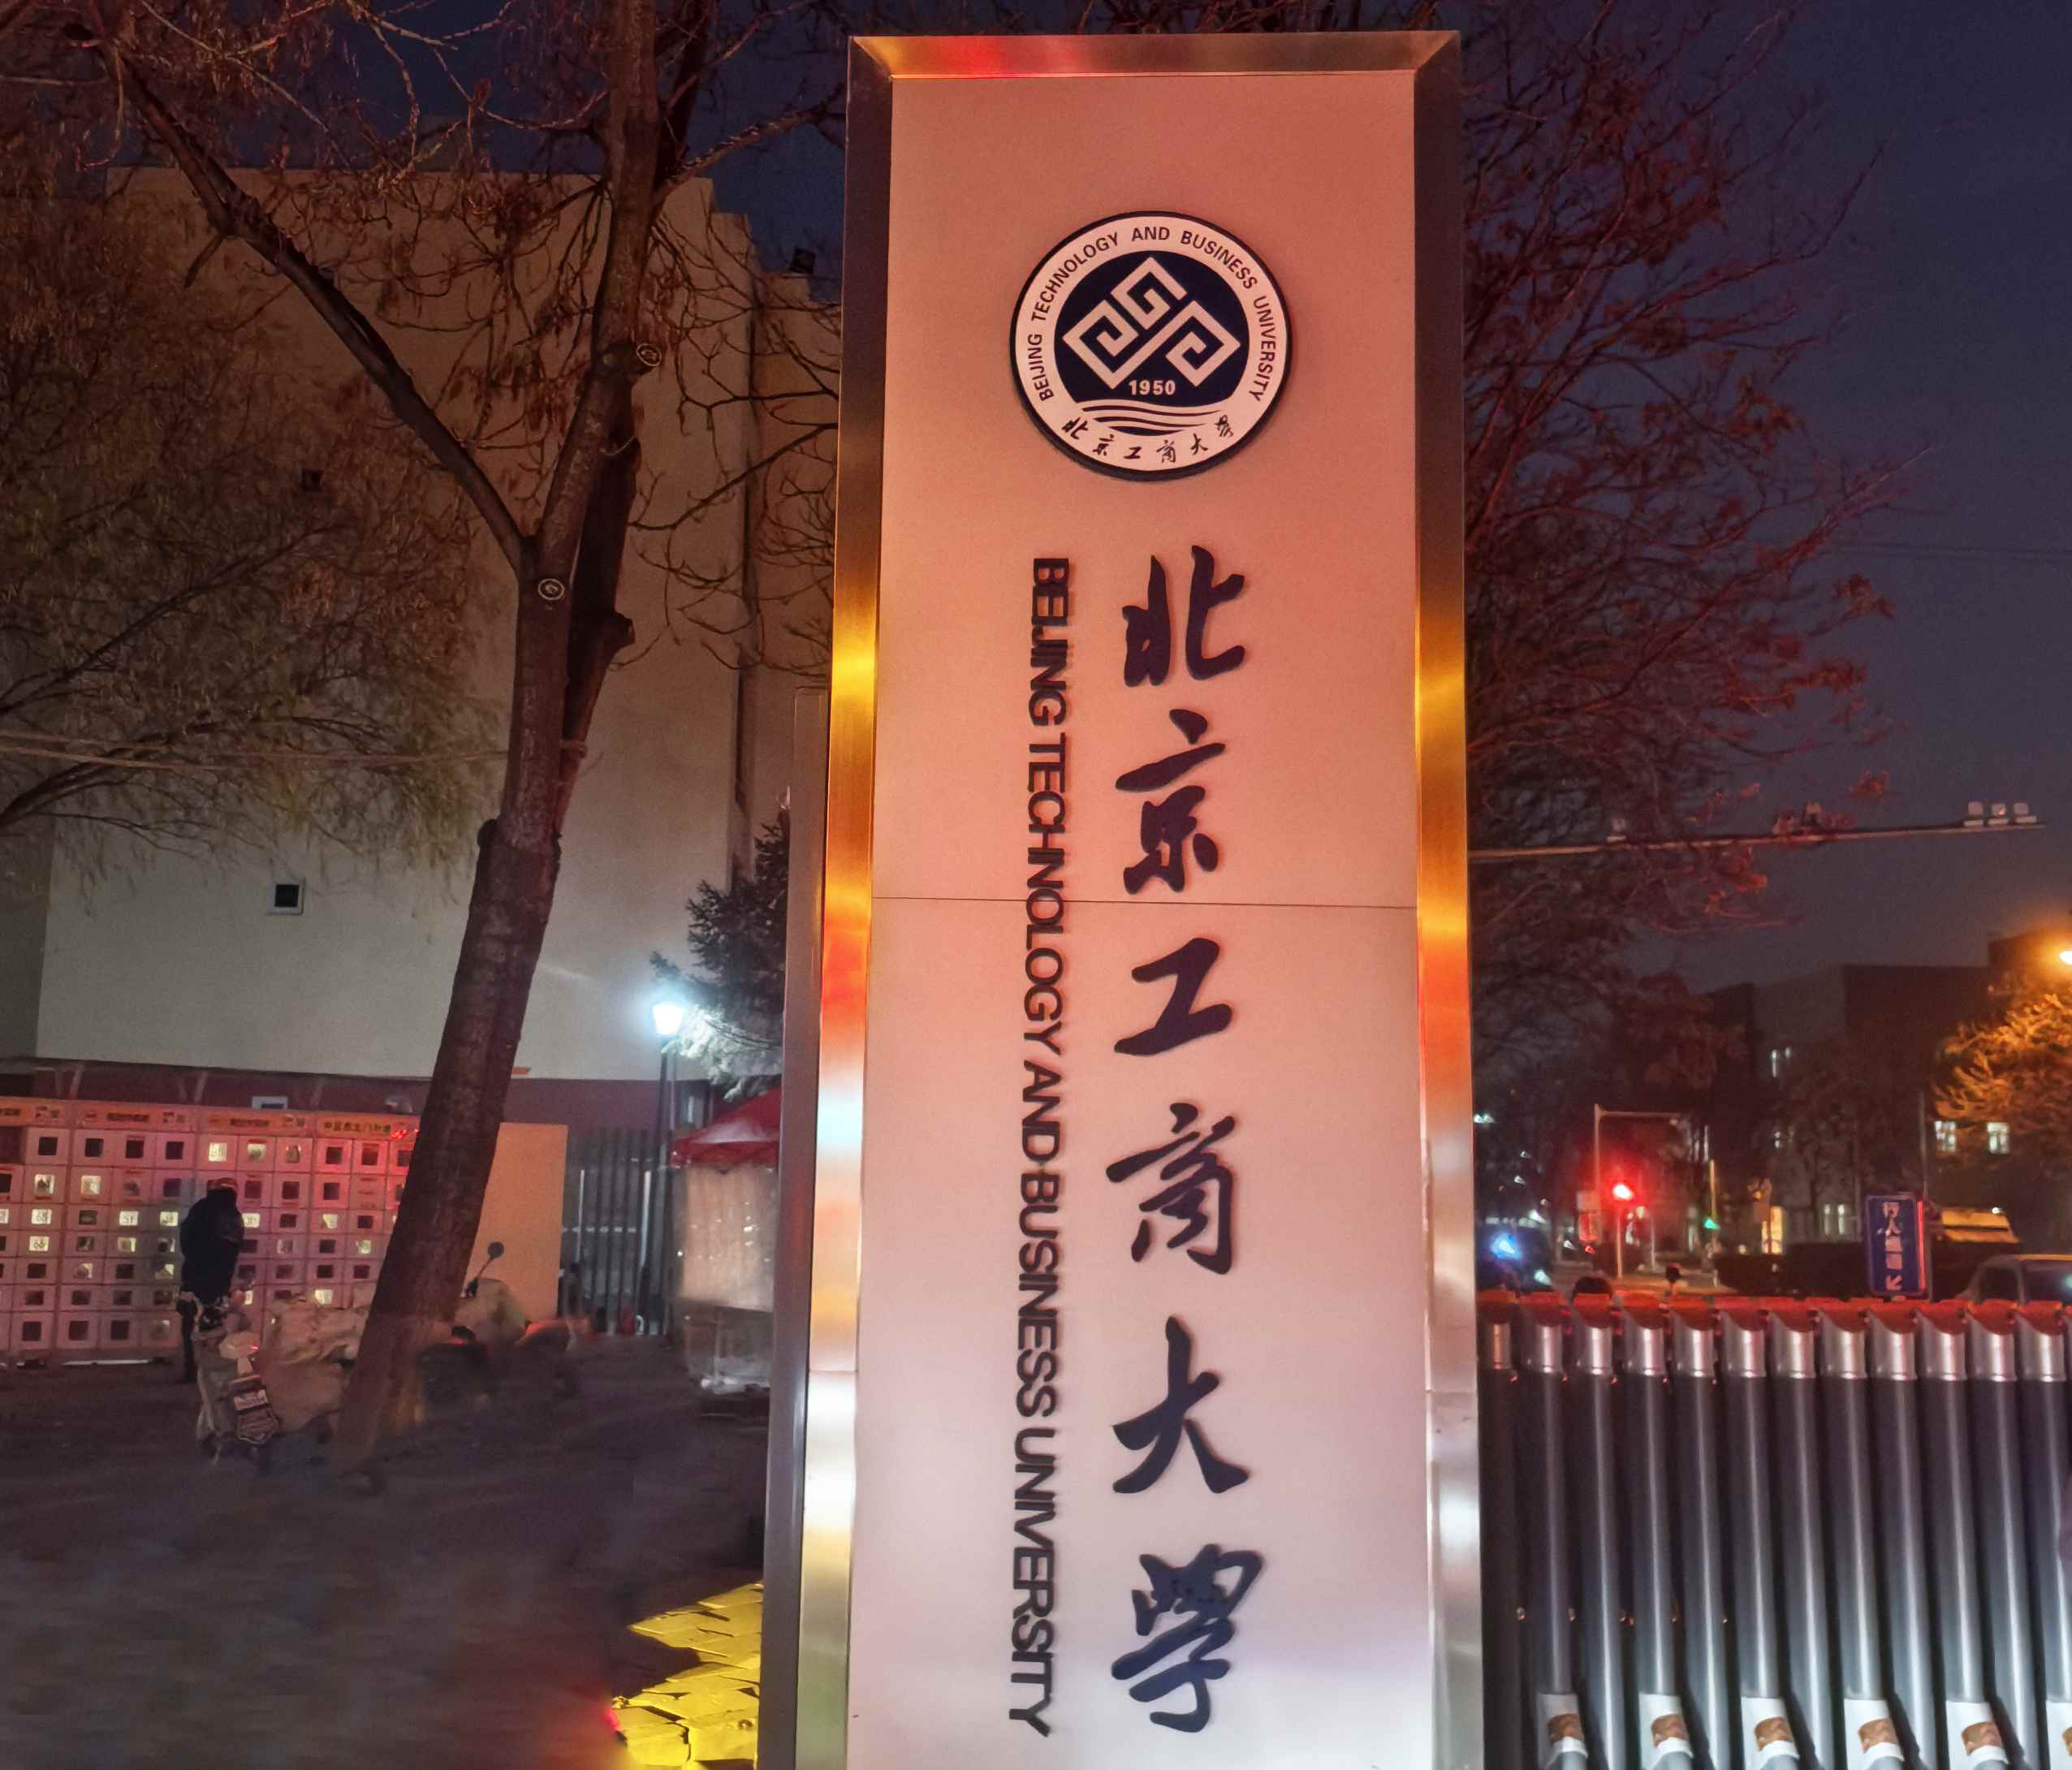 BEIJING TECHNOLOGY AND BUSINESS UNIVERSITY
1950
北京工商大學
北京工商大學
BEIJING TECHNOLOGY AND BUSINESS UNIVERSITY